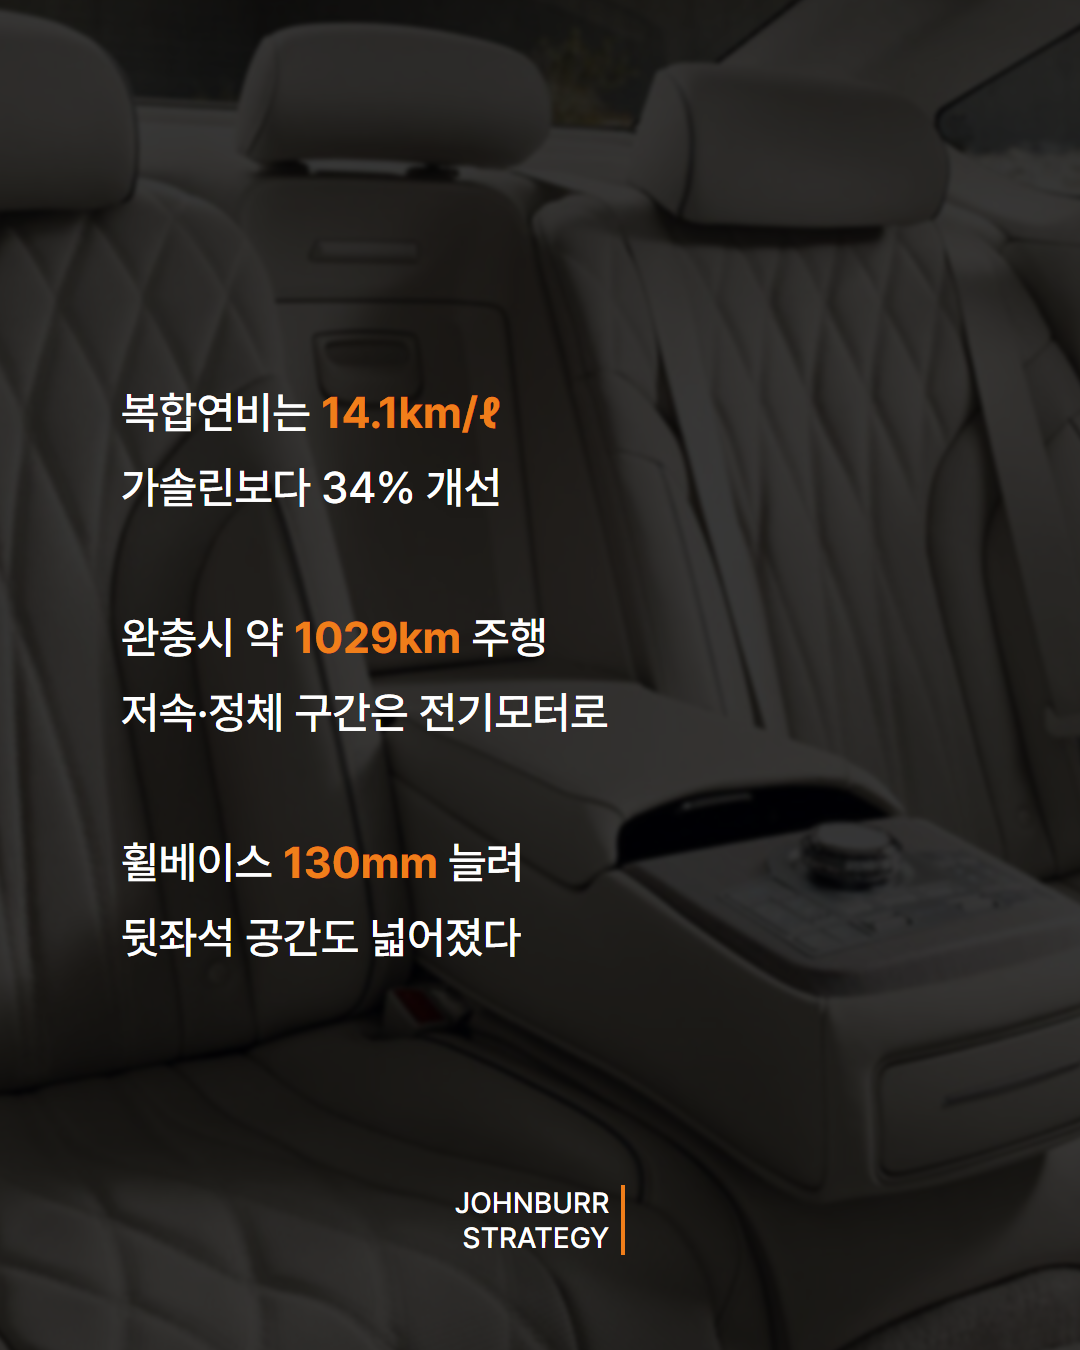 복합연비는 14.1km/ℓ
가솔린보다 34% 개선
완충시 약 1029km 주행
저속·정체 구간은 전기모터로
휠베이스 130mm 늘려
뒷좌석 공간도 넓어졌다
JOHNBURR
STRATEGY